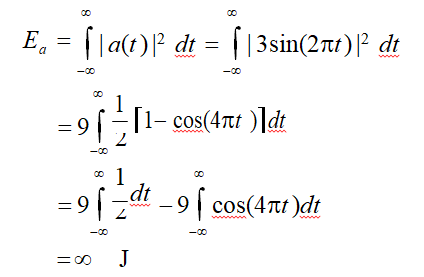 E_a = ∫_{-∞}^{∞} |a(t)|² dt = ∫_{-∞}^{∞} |3sin(2πt)|² dt
= 9 ∫_{-∞}^{∞} 1/2 [1– cos(4πt )]dt
= 9 ∫_{-∞}^{∞} 1/2 dt – 9 ∫_{-∞}^{∞} cos(4πt)dt
= ∞ J